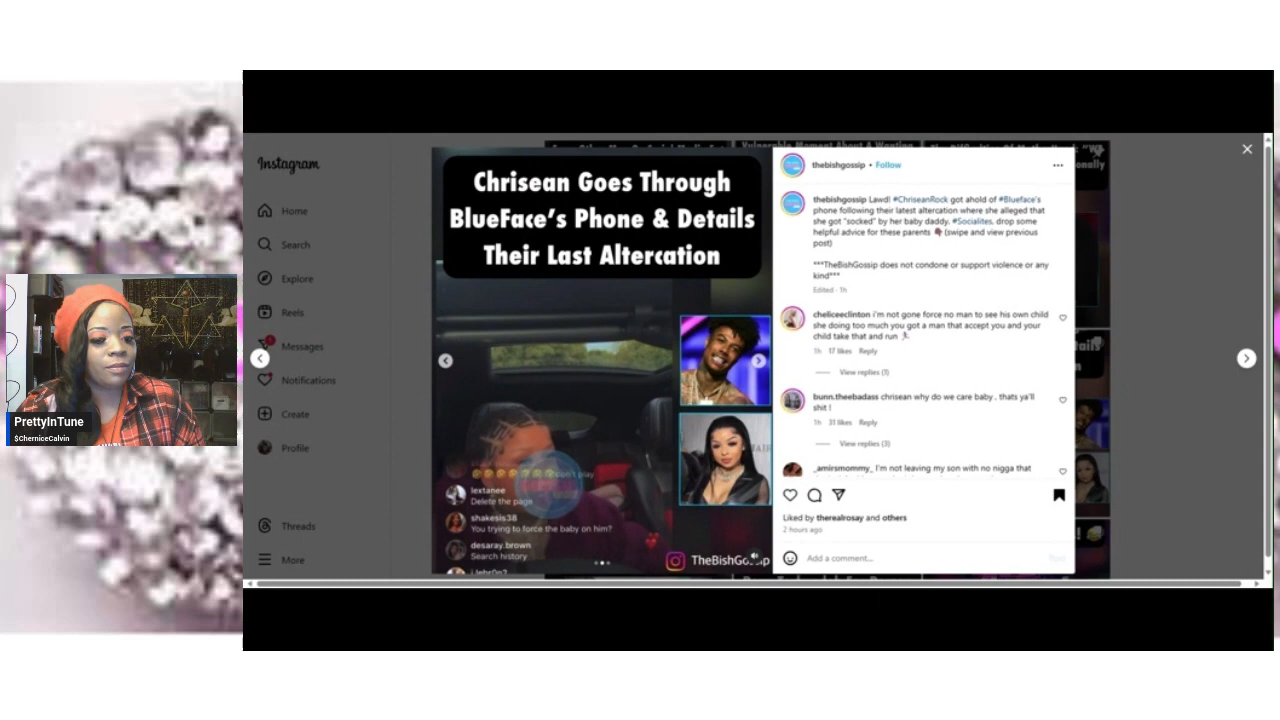 Instagram
Home
Search
Explore
Reels
Messages
Notifications
Create
Profile
Threads
More
PrettyInTune
$CherniceCalvin
Chrisean Goes Through
BlueFace's Phone & Details
Their Last Altercation
don't play
lextanee
Delete the page
shakesis38
You trying to force the baby on him?
desaray.brown
Search history
TheBishGossip
thebishgossip • Follow
thebishgossip Lawd! #ChriseanRock got ahold of #Blueface's
phone following their latest altercation where she alleged that
she got "socked" by her baby daddy. #Socialites, drop some
helpful advice for these parents (swipe and view previous
post)
***TheBishGossip does not condone or support violence or any
kind***
Edited · 1h
cheliceeclinton i'm not gone force no man to see his own child
she doing too much you got a man that accept you and your
child take that and run
1h 17 likes Reply
View replies (1)
bunn.theebadass chrisean why do we care baby . thats ya'll
shit !
1h 31 likes Reply
View replies (3)
_amirsmommy_ I'm not leaving my son with no nigga that
Liked by therealrosay and others
2 hours ago
Add a comment...